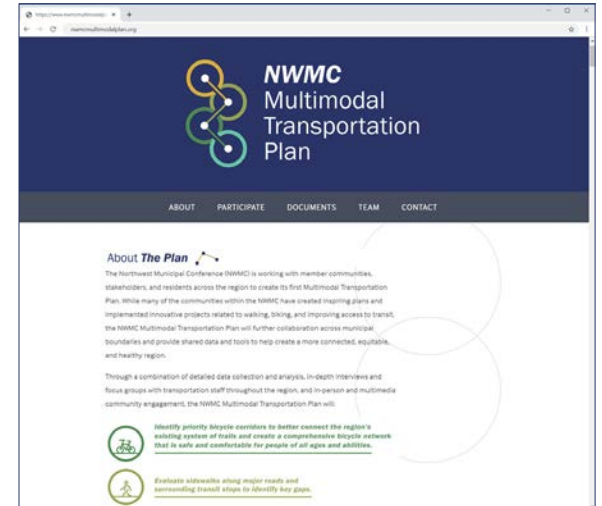 https://www.nwmcmultimodalp
nwmcmultimodalplan.org
NWMC
Multimodal
Transportation
Plan
ABOUT PARTICIPATE DOCUMENTS TEAM CONTACT
About The Plan
The Northwest Municipal Conference (NWMC) is working with member communities,
stakeholders, and residents across the region to create its first Multimodal Transportation
Plan. While many of the communities within the NWMC have created inspiring plans and
implemented innovative projects related to walking, biking, and improving access to transit,
the NWMC Multimodal Transportation Plan will further collaboration across municipal
boundaries and provide shared data and tools to help create a more connected, equitable,
and healthy region.
Through a combination of detailed data collection and analysis, in-depth interviews and
focus groups with transportation staff throughout the region, and in-person and multimedia
community engagement, the NWMC Multimodal Transportation Plan will:
Identify priority bicycle corridors to better connect the region's
existing system of trails and create a comprehensive bicycle network
that is safe and comfortable for people of all ages and abilities.
Evaluate sidewalks along major roads and
surrounding transit stops to identify key gaps.